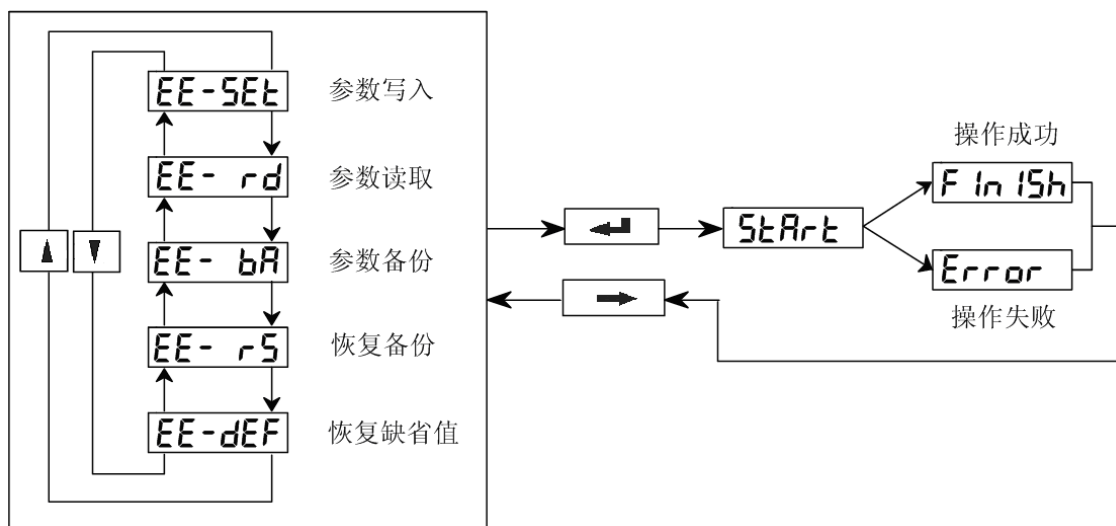 EE-SEt 参数写入
EE- rd 参数读取
EE- bA 参数备份
EE- rS 恢复备份
EE-dEF 恢复缺省值
StArt
操作成功
FInISh
Error
操作失败